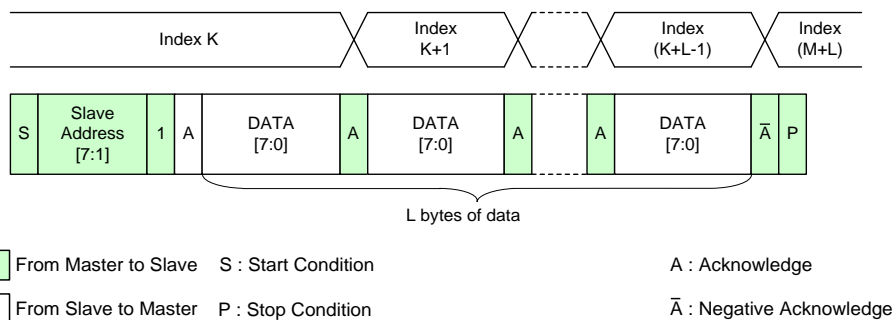 Index K
Index
K+1
Index
(K+L-1)
Index
(M+L)
S
Slave
Address
[7:1]
1
A
DATA
[7:0]
A
DATA
[7:0]
A
A
DATA
[7:0]
A̅
P
L bytes of data
From Master to Slave
S : Start Condition
A : Acknowledge
From Slave to Master
P : Stop Condition
A̅ : Negative Acknowledge